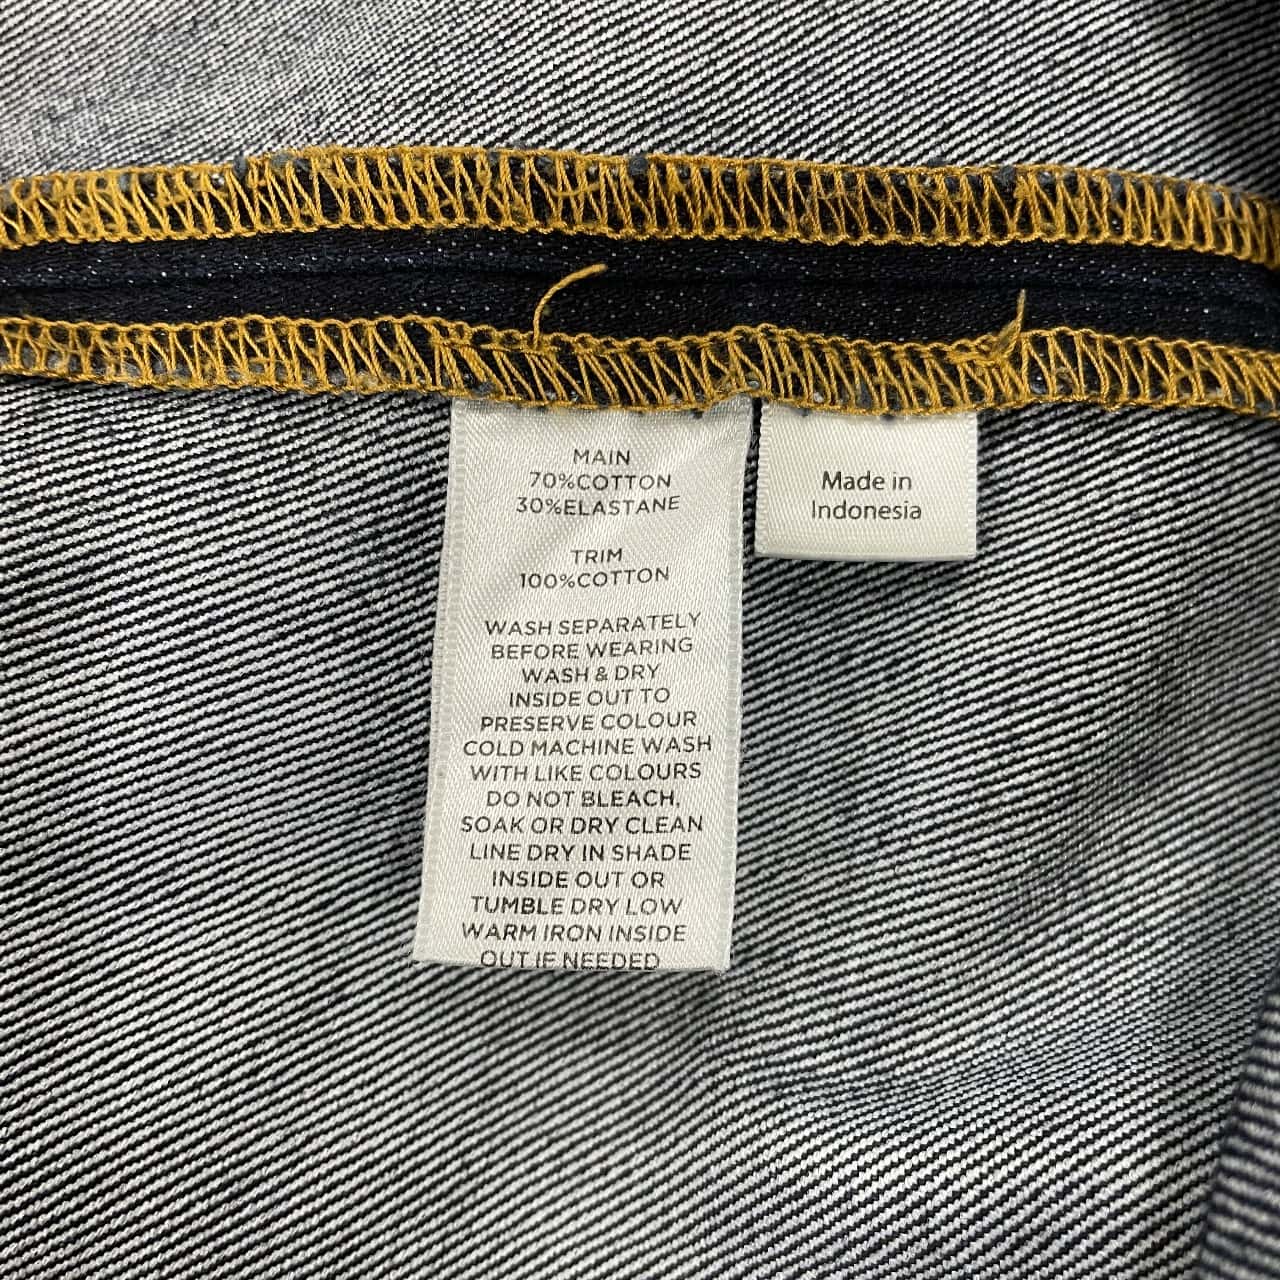 MAIN
70%COTTON
30%ELASTANE
TRIM
100%COTTON
WASH SEPARATELY
BEFORE WEARING
WASH & DRY
INSIDE OUT TO
PRESERVE COLOUR
COLD MACHINE WASH
WITH LIKE COLOURS
DO NOT BLEACH,
SOAK OR DRY CLEAN
LINE DRY IN SHADE
INSIDE OUT OR
TUMBLE DRY LOW
WARM IRON INSIDE
OUT IF NEEDED
Made in
Indonesia